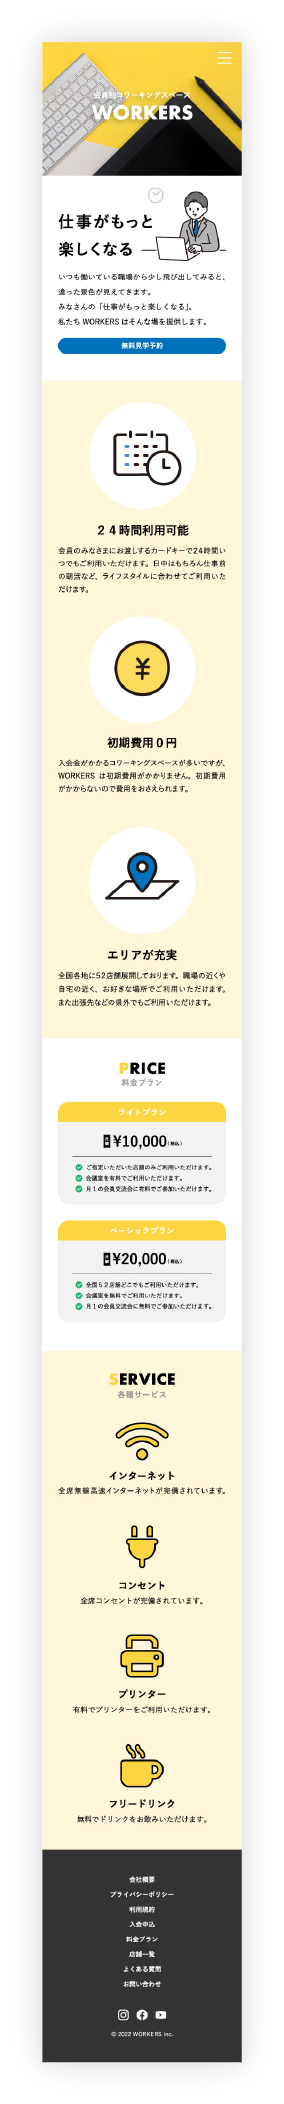 会員制コワーキングスペース
WORKERS
仕事がもっと
楽しくなる
いつも働いている職場から少し飛び出してみると、
違った景色が見えてきます。
みなさんの「仕事がもっと楽しくなる」。
私たち WORKERS はそんな場を提供します。
無料見学予約
２４時間利用可能
会員のみなさまにお渡しするカードキーで24時間い
つでもご利用いただけます。日中はもちろん仕事前
の朝活など、ライフスタイルに合わせてご利用いた
だけます。
¥
初期費用０円
入会金がかかるコワーキングスペースが多いですが、
WORKERS は初期費用がかかりません。初期費用
がかからないので費用をおさえられます。
エリアが充実
全国各地に52店舗展開しております。職場の近くや
自宅の近く、お好きな場所でご利用いただけます。
また出張先などの県外でもご利用いただけます。
PRICE
料金プラン
ライトプラン
¥10,000（税込）
ご指定いただいた店舗のみご利用いただけます。
会議室を有料でご利用いただけます。
月１の会員交流会に有料でご参加いただけます。
ベーシックプラン
¥20,000（税込）
全国５２店舗どこでもご利用いただけます。
会議室を無料でご利用いただけます。
月１の会員交流会に無料でご参加いただけます。
SERVICE
各種サービス
インターネット
全席無線高速インターネットが完備されています。
コンセント
全席コンセントが完備されています。
プリンター
有料でプリンターをご利用いただけます。
フリードリンク
無料でドリンクをお飲みいただけます。
会社概要
プライバシーポリシー
利用規約
入会申込
料金プラン
店舗一覧
よくある質問
お問い合わせ
© 2022 WORKERS inc.